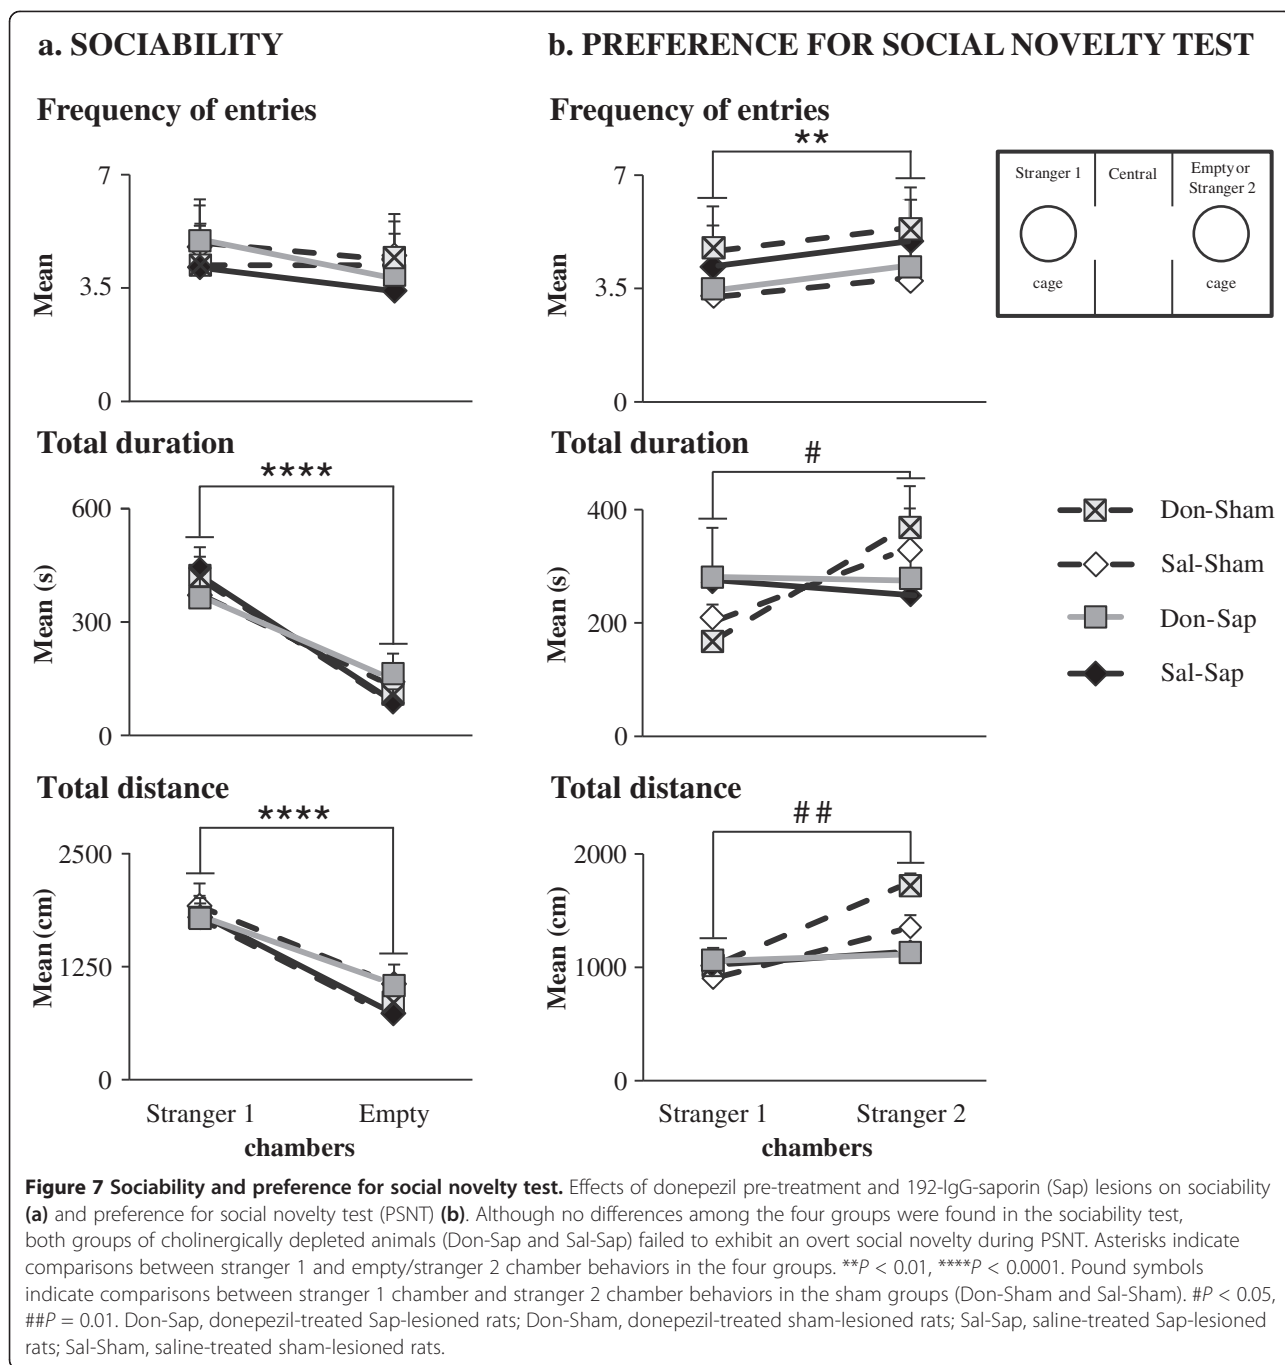 a. SOCIABILITY
Frequency of entries
7
3.5
0
Mean
Total duration
****
600
300
0
Mean (s)
Total distance
****
2500
1250
0
Mean (cm)
Stranger 1
Empty
chambers
b. PREFERENCE FOR SOCIAL NOVELTY TEST
Frequency of entries
**
7
3.5
0
Mean
Total duration
#
400
200
0
Mean (s)
Total distance
# #
2000
1000
0
Mean (cm)
Stranger 1
Stranger 2
chambers
Stranger 1
Central
Empty or
Stranger 2
cage
cage
Don-Sham
Sal-Sham
Don-Sap
Sal-Sap
Figure 7 Sociability and preference for social novelty test. Effects of donepezil pre-treatment and 192-IgG-saporin (Sap) lesions on sociability
(a) and preference for social novelty test (PSNT) (b). Although no differences among the four groups were found in the sociability test,
both groups of cholinergically depleted animals (Don-Sap and Sal-Sap) failed to exhibit an overt social novelty during PSNT. Asterisks indicate
comparisons between stranger 1 and empty/stranger 2 chamber behaviors in the four groups. **P < 0.01, ****P < 0.0001. Pound symbols
indicate comparisons between stranger 1 chamber and stranger 2 chamber behaviors in the sham groups (Don-Sham and Sal-Sham). #P < 0.05,
##P = 0.01. Don-Sap, donepezil-treated Sap-lesioned rats; Don-Sham, donepezil-treated sham-lesioned rats; Sal-Sap, saline-treated Sap-lesioned
rats; Sal-Sham, saline-treated sham-lesioned rats.